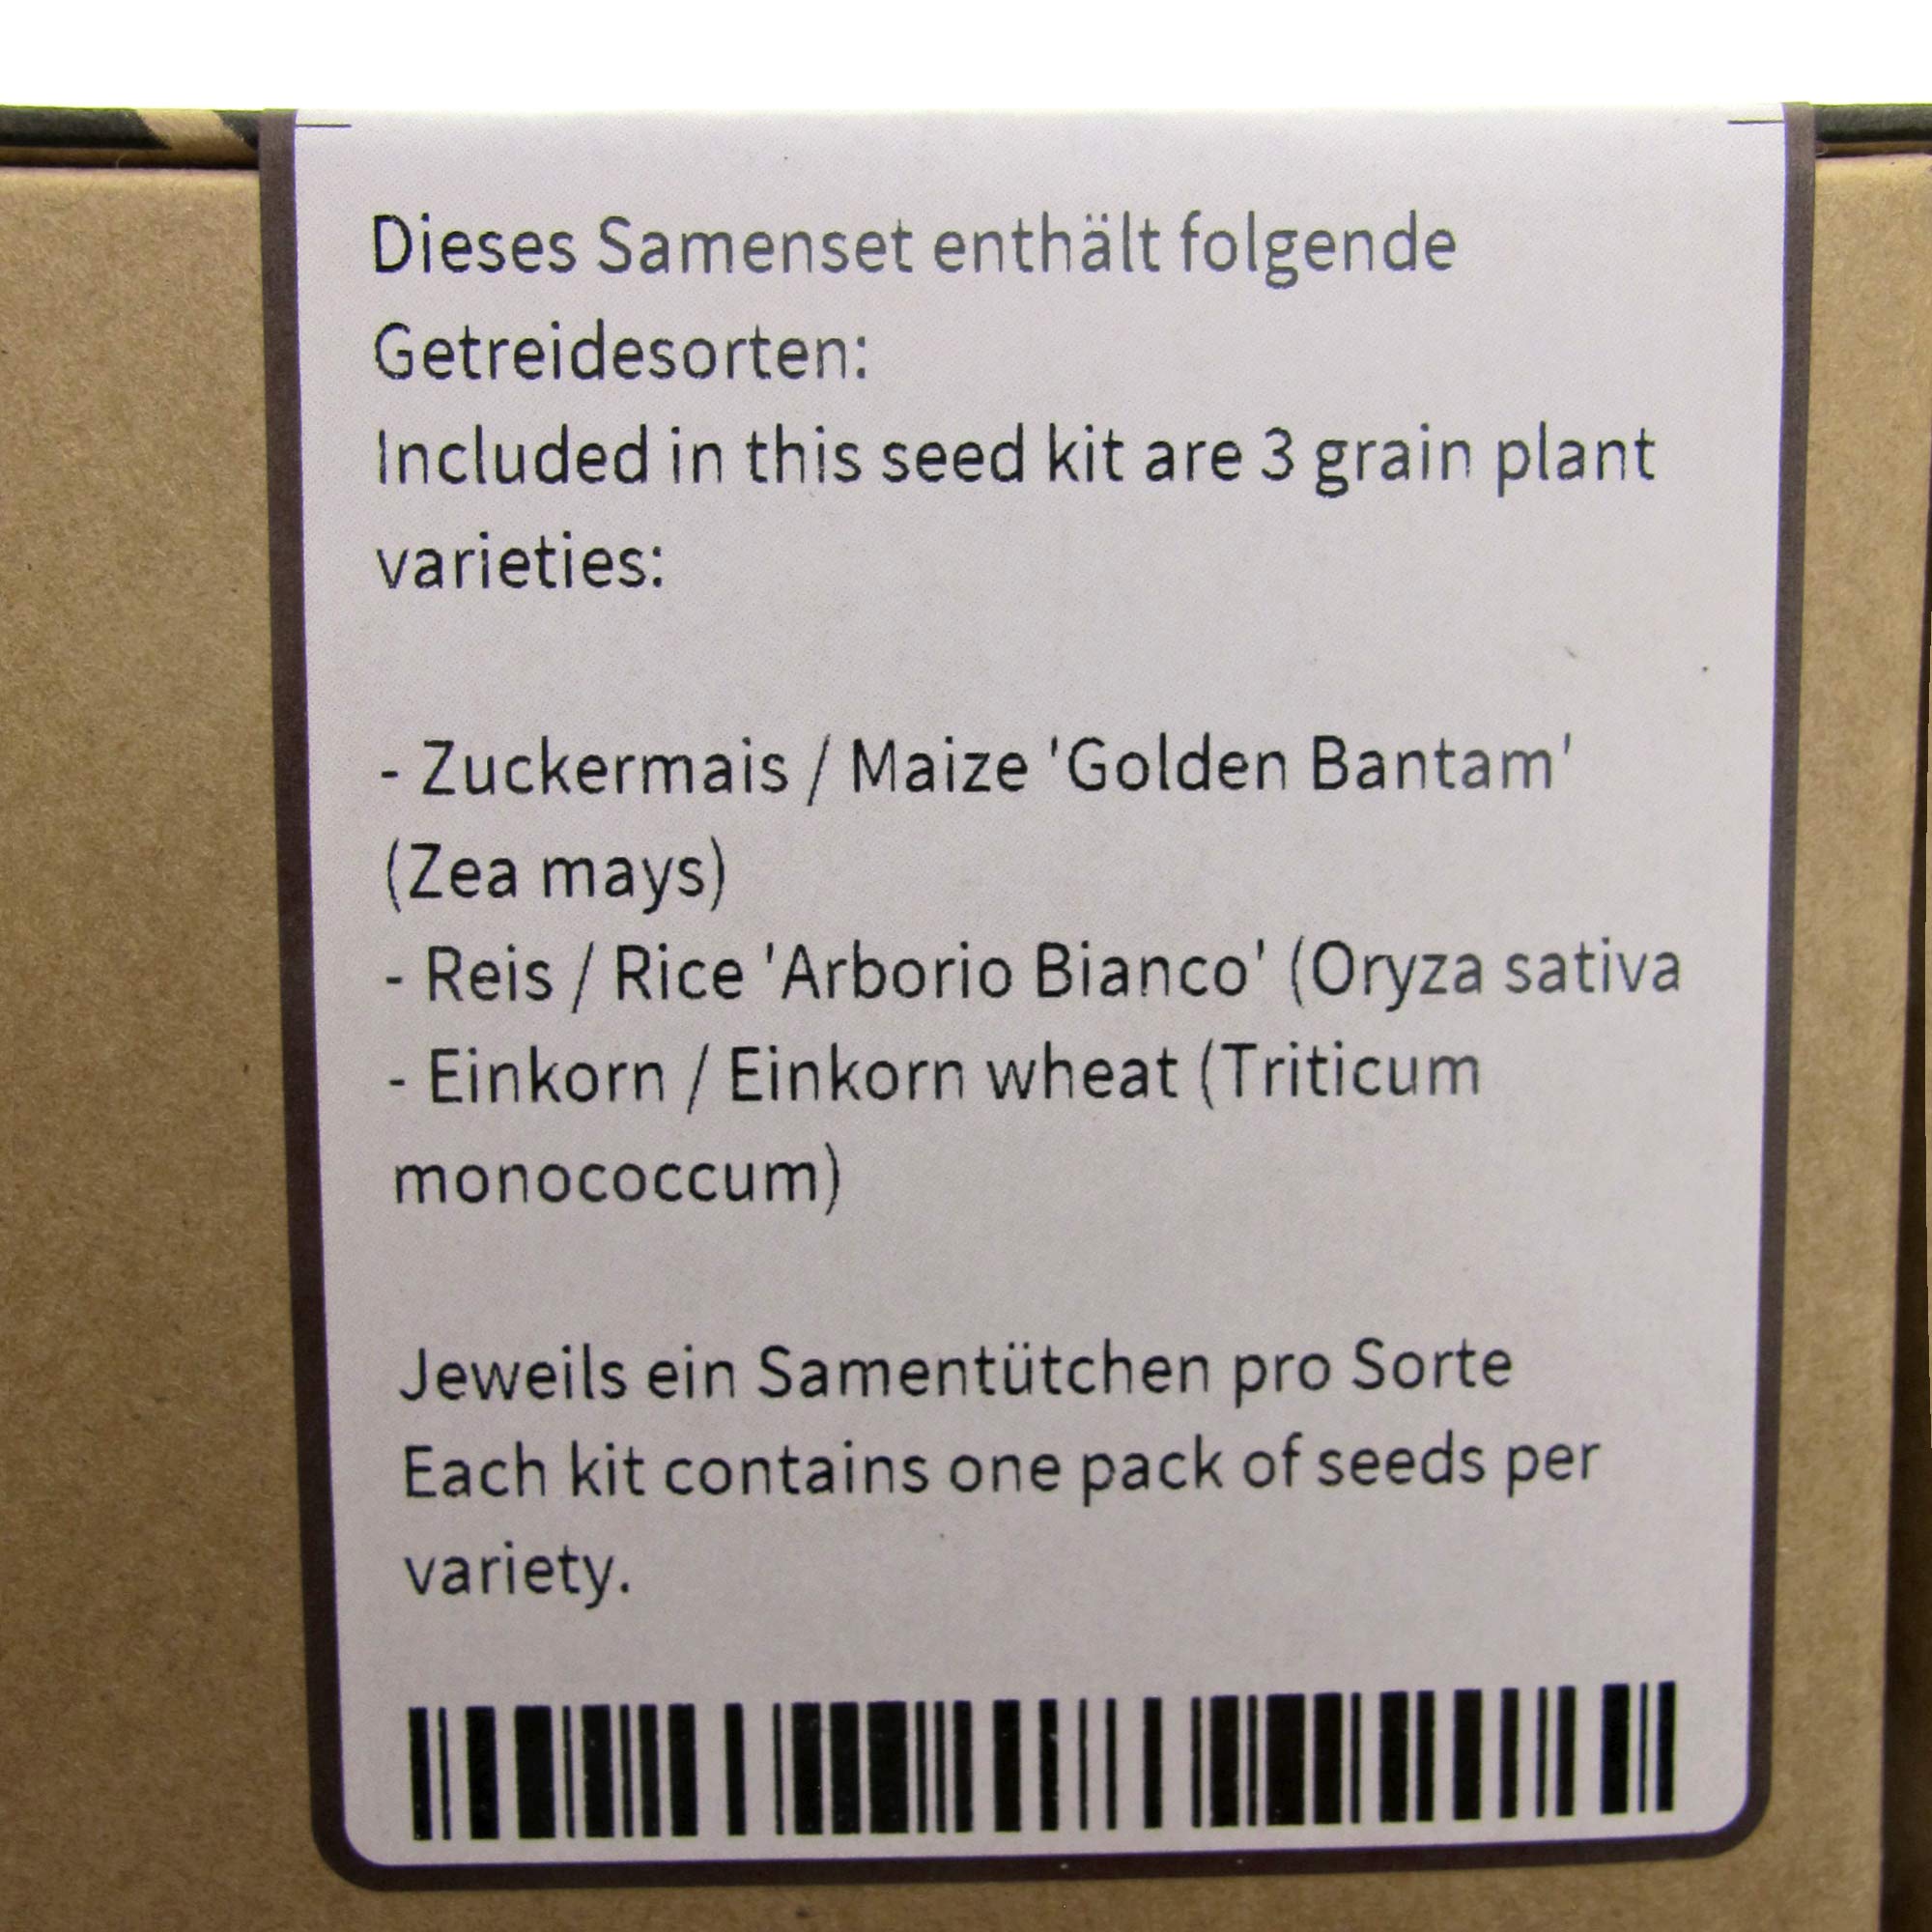 Dieses Samenset enthält folgende
Getreidesorten:
Included in this seed kit are 3 grain plant
varieties:
- Zuckermais / Maize 'Golden Bantam'
(Zea mays)
- Reis / Rice 'Arborio Bianco' (Oryza sativa
- Einkorn / Einkorn wheat (Triticum
monococcum)
Jeweils ein Samentütchen pro Sorte
Each kit contains one pack of seeds per
variety.